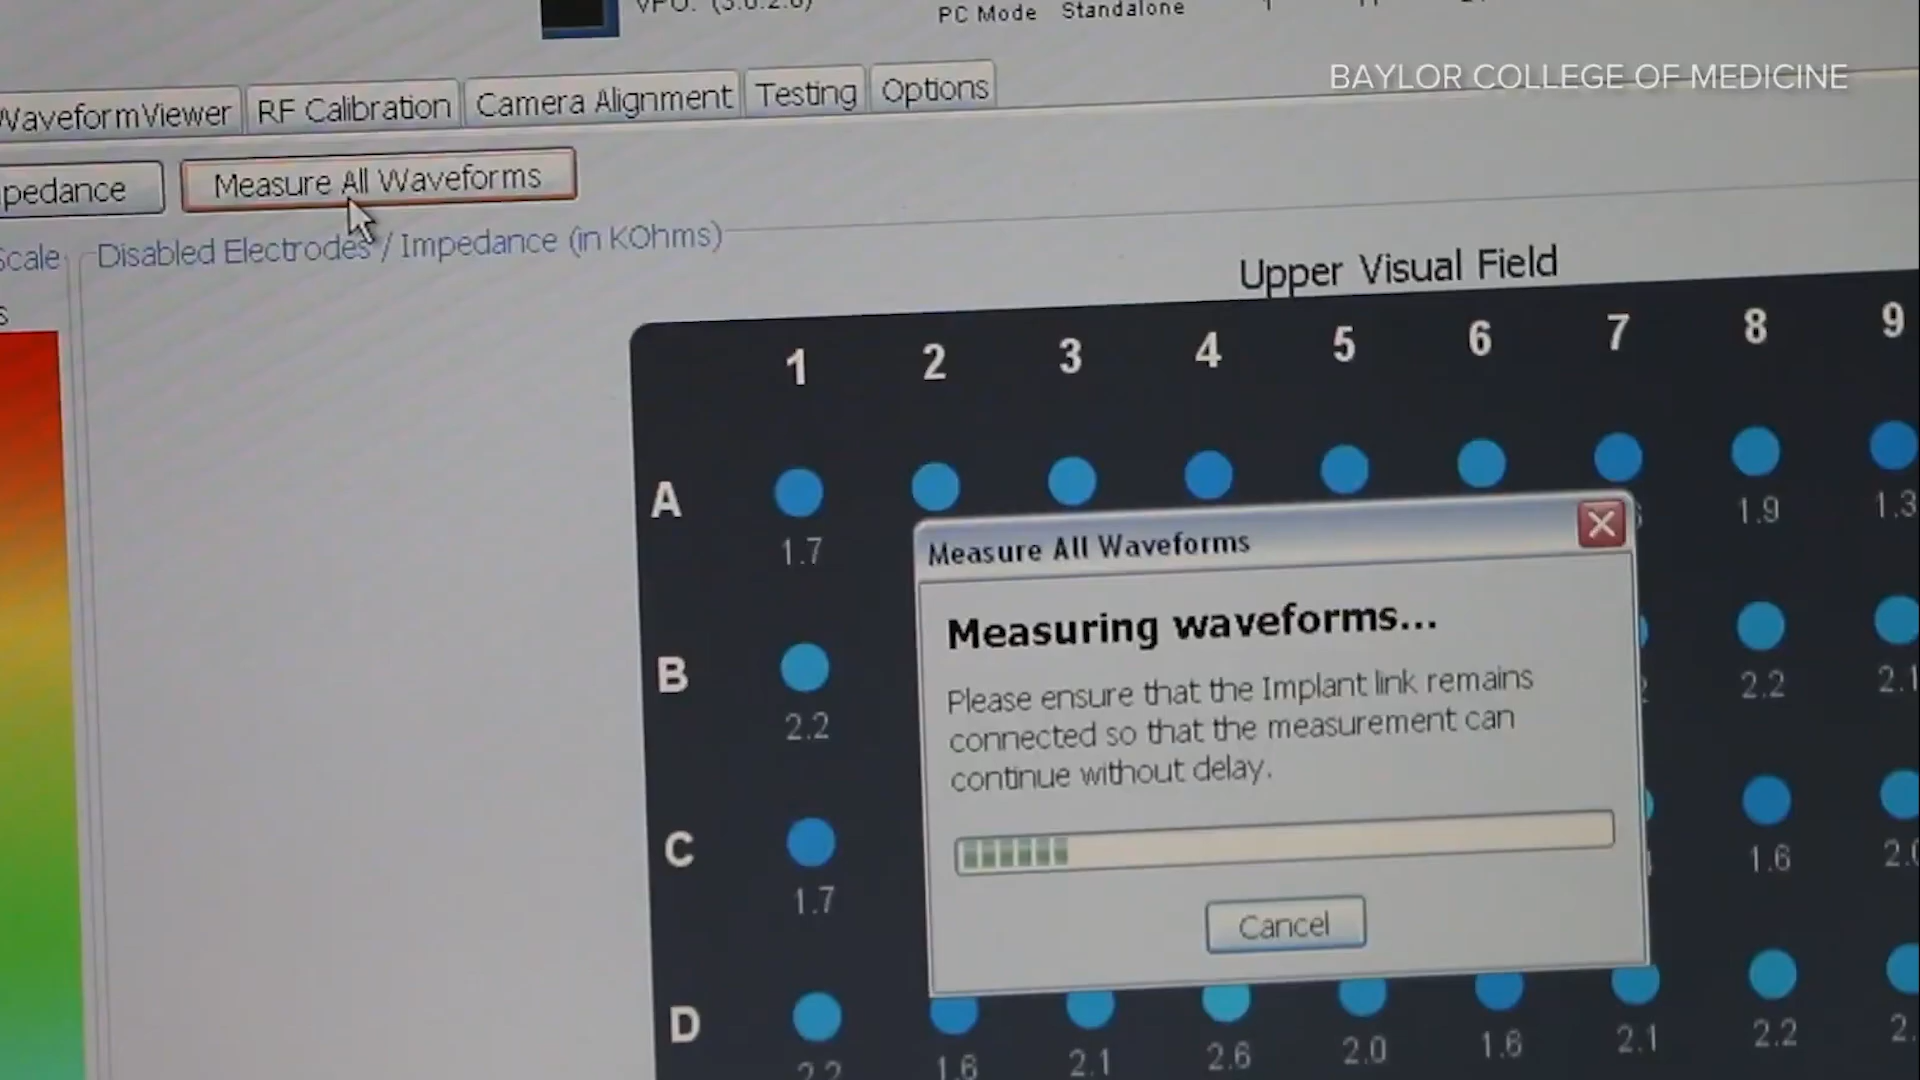 PC Mode Standalone
BAYLOR COLLEGE OF MEDICINE
WaveformViewer RF Calibration Camera Alignment Testing Options
Measure All Waveforms
Scale Disabled Electrodes / Impedance (in KOhms)
Upper Visual Field
1 2 3 4 5 6 7 8 9
A
1.7 1.9 1.3
Measure All Waveforms
Measuring waveforms...
Please ensure that the Implant link remains
connected so that the measurement can
continue without delay.
Cancel
B
2.2 2.2 2.1
C
1.7 1.6
D
2.2 1.6 2.1 2.6 2.0 1.6 2.1 2.2